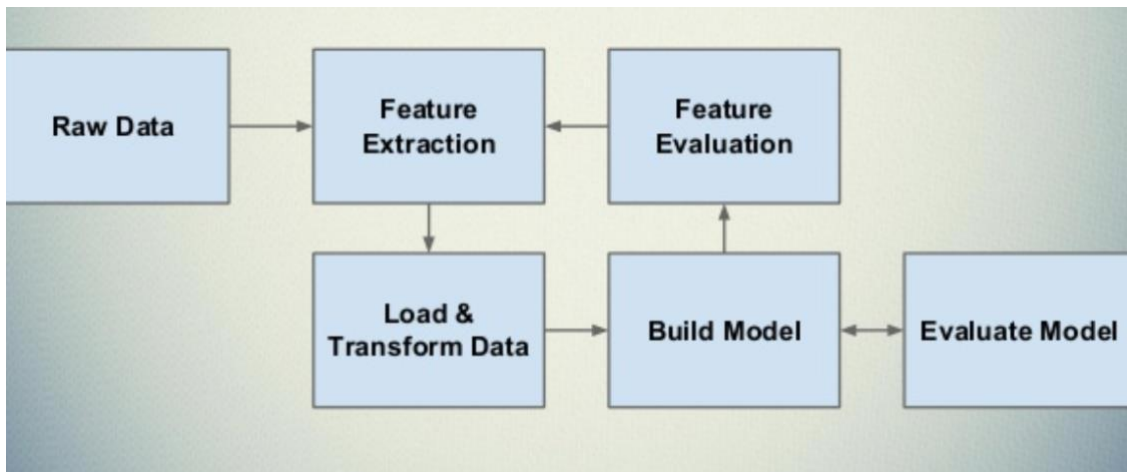 Raw Data
Feature
Extraction
Feature
Evaluation
Load &
Transform Data
Build Model
Evaluate Model